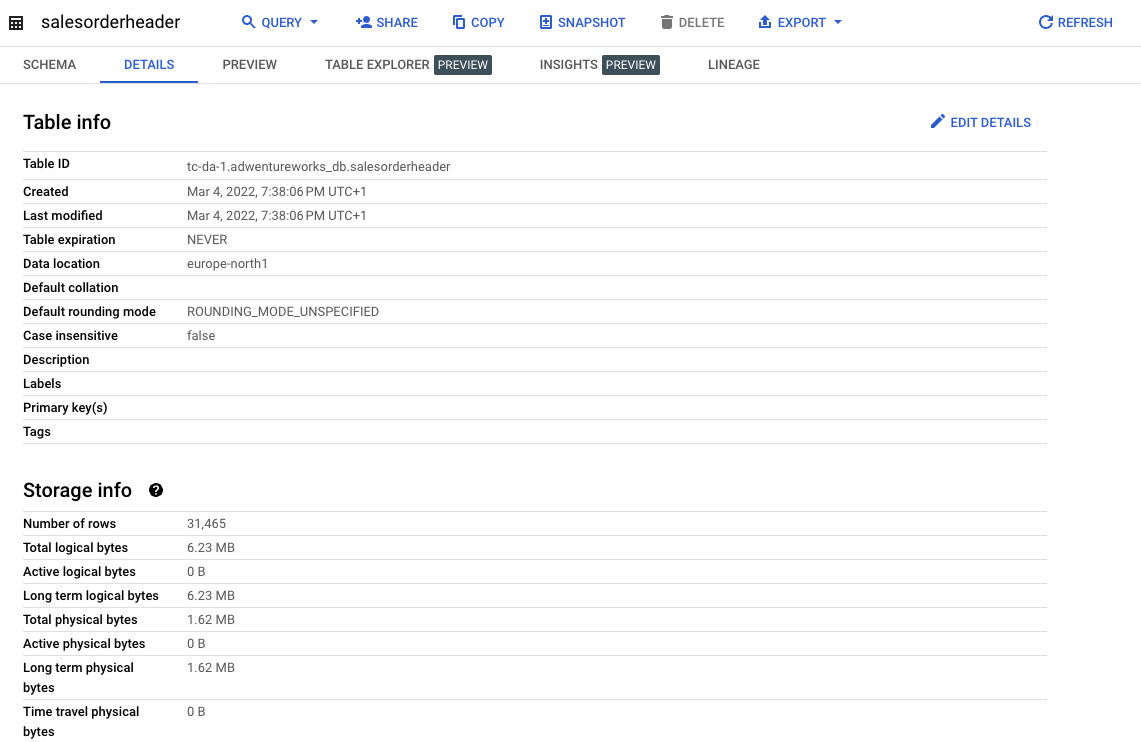 salesorderheader QUERY SHARE COPY SNAPSHOT DELETE EXPORT REFRESH
SCHEMA DETAILS PREVIEW TABLE EXPLORER PREVIEW INSIGHTS PREVIEW LINEAGE
Table info EDIT DETAILS
Table ID tc-da-1.adwentureworks_db.salesorderheader
Created Mar 4, 2022, 7:38:06 PM UTC+1
Last modified Mar 4, 2022, 7:38:06 PM UTC+1
Table expiration NEVER
Data location europe-north1
Default collation
Default rounding mode ROUNDING_MODE_UNSPECIFIED
Case insensitive false
Description
Labels
Primary key(s)
Tags
Storage info ?
Number of rows 31,465
Total logical bytes 6.23 MB
Active logical bytes 0 B
Long term logical bytes 6.23 MB
Total physical bytes 1.62 MB
Active physical bytes 0 B
Long term physical 1.62 MB
bytes
Time travel physical 0 B
bytes